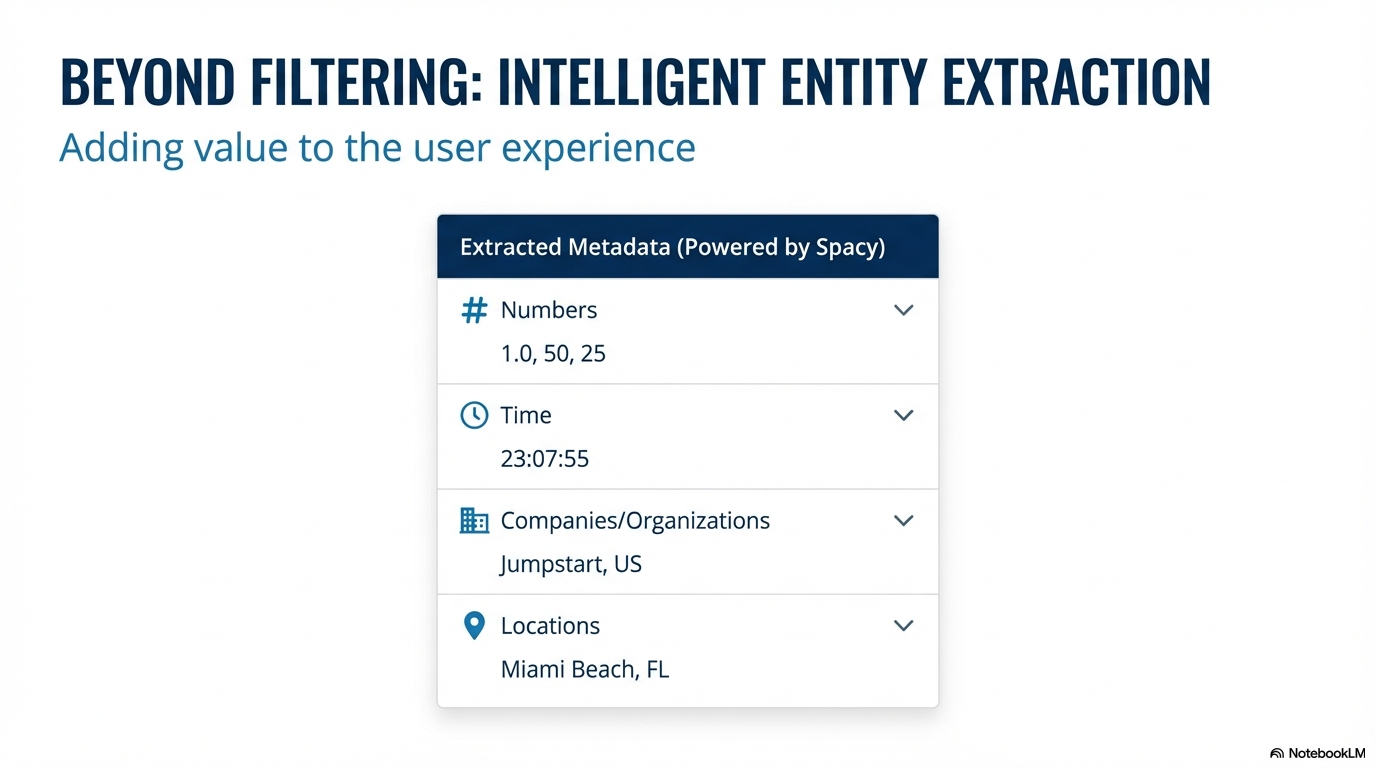 BEYOND FILTERING: INTELLIGENT ENTITY EXTRACTION
Adding value to the user experience
Extracted Metadata (Powered by Spacy)
Numbers
1.0, 50, 25
Time
23:07:55
Companies/Organizations
Jumpstart, US
Locations
Miami Beach, FL
NotebookLM